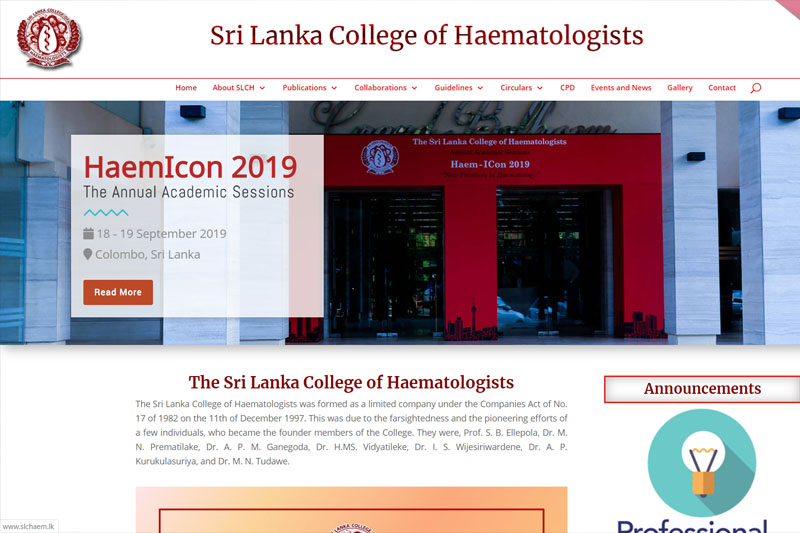 Sri Lanka College of Haematologists
Home About SLCH Publications Collaborations Guidelines Circulars CPD Events and News Gallery Contact
The Sri Lanka College of Haematologists
Haem-ICon 2019
HaemIcon 2019
The Annual Academic Sessions
18 - 19 September 2019
Colombo, Sri Lanka
Read More
The Sri Lanka College of Haematologists
The Sri Lanka College of Haematologists was formed as a limited company under the Companies Act of No.
17 of 1982 on the 11th of December 1997. This was due to the farsightedness and the pioneering efforts of
a few individuals, who became the founder members of the College. They were, Prof. S. B. Ellepola, Dr. M.
N. Prematilake, Dr. A. P. M. Ganegoda, Dr. H.MS. Vidyatileke, Dr. I. S. Wijesiriwardene, Dr. A. P.
Kurukulasuriya, and Dr. M. N. Tudawe.
Announcements
Professional
www.slchaem.lk